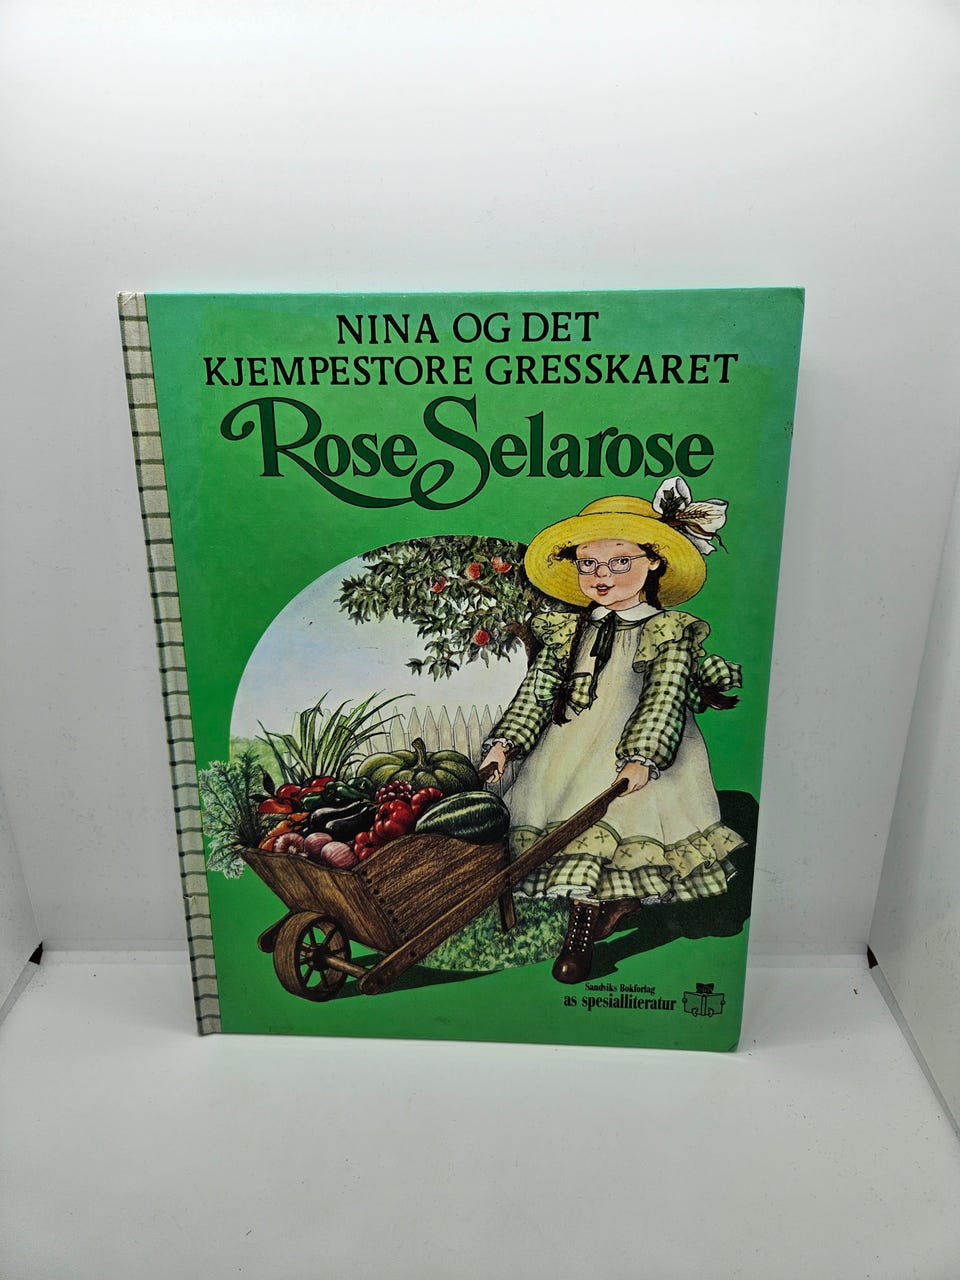 NINA OG DET
KJEMPESTORE GRESSKARET
Rose Selarose
Sandviks Bokforlag
as spesialliteratur